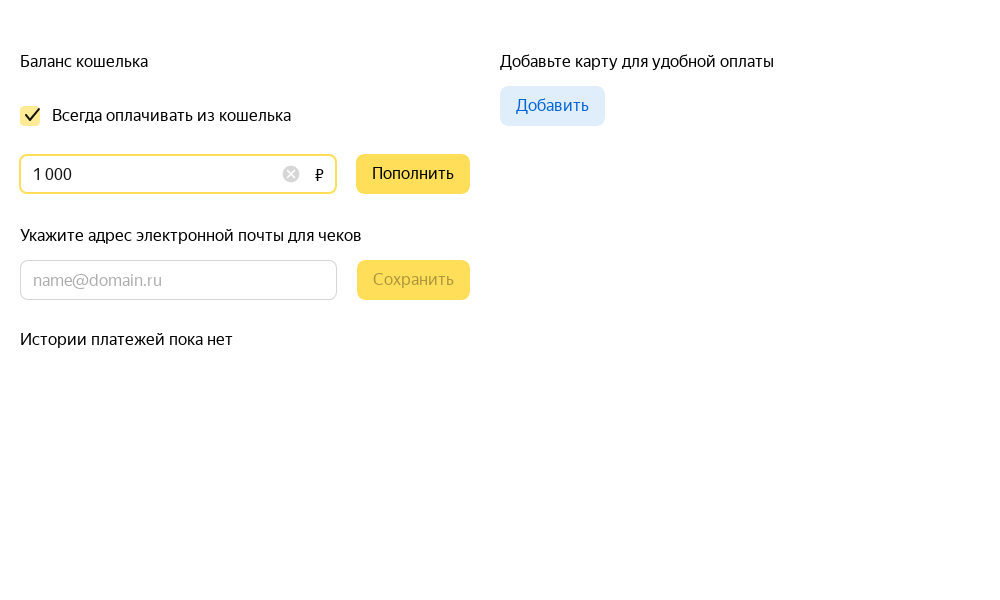 Баланс кошелька
Всегда оплачивать из кошелька
1 000 ₽
Пополнить
Укажите адрес электронной почты для чеков
name@domain.ru
Сохранить
Истории платежей пока нет
Добавьте карту для удобной оплаты
Добавить